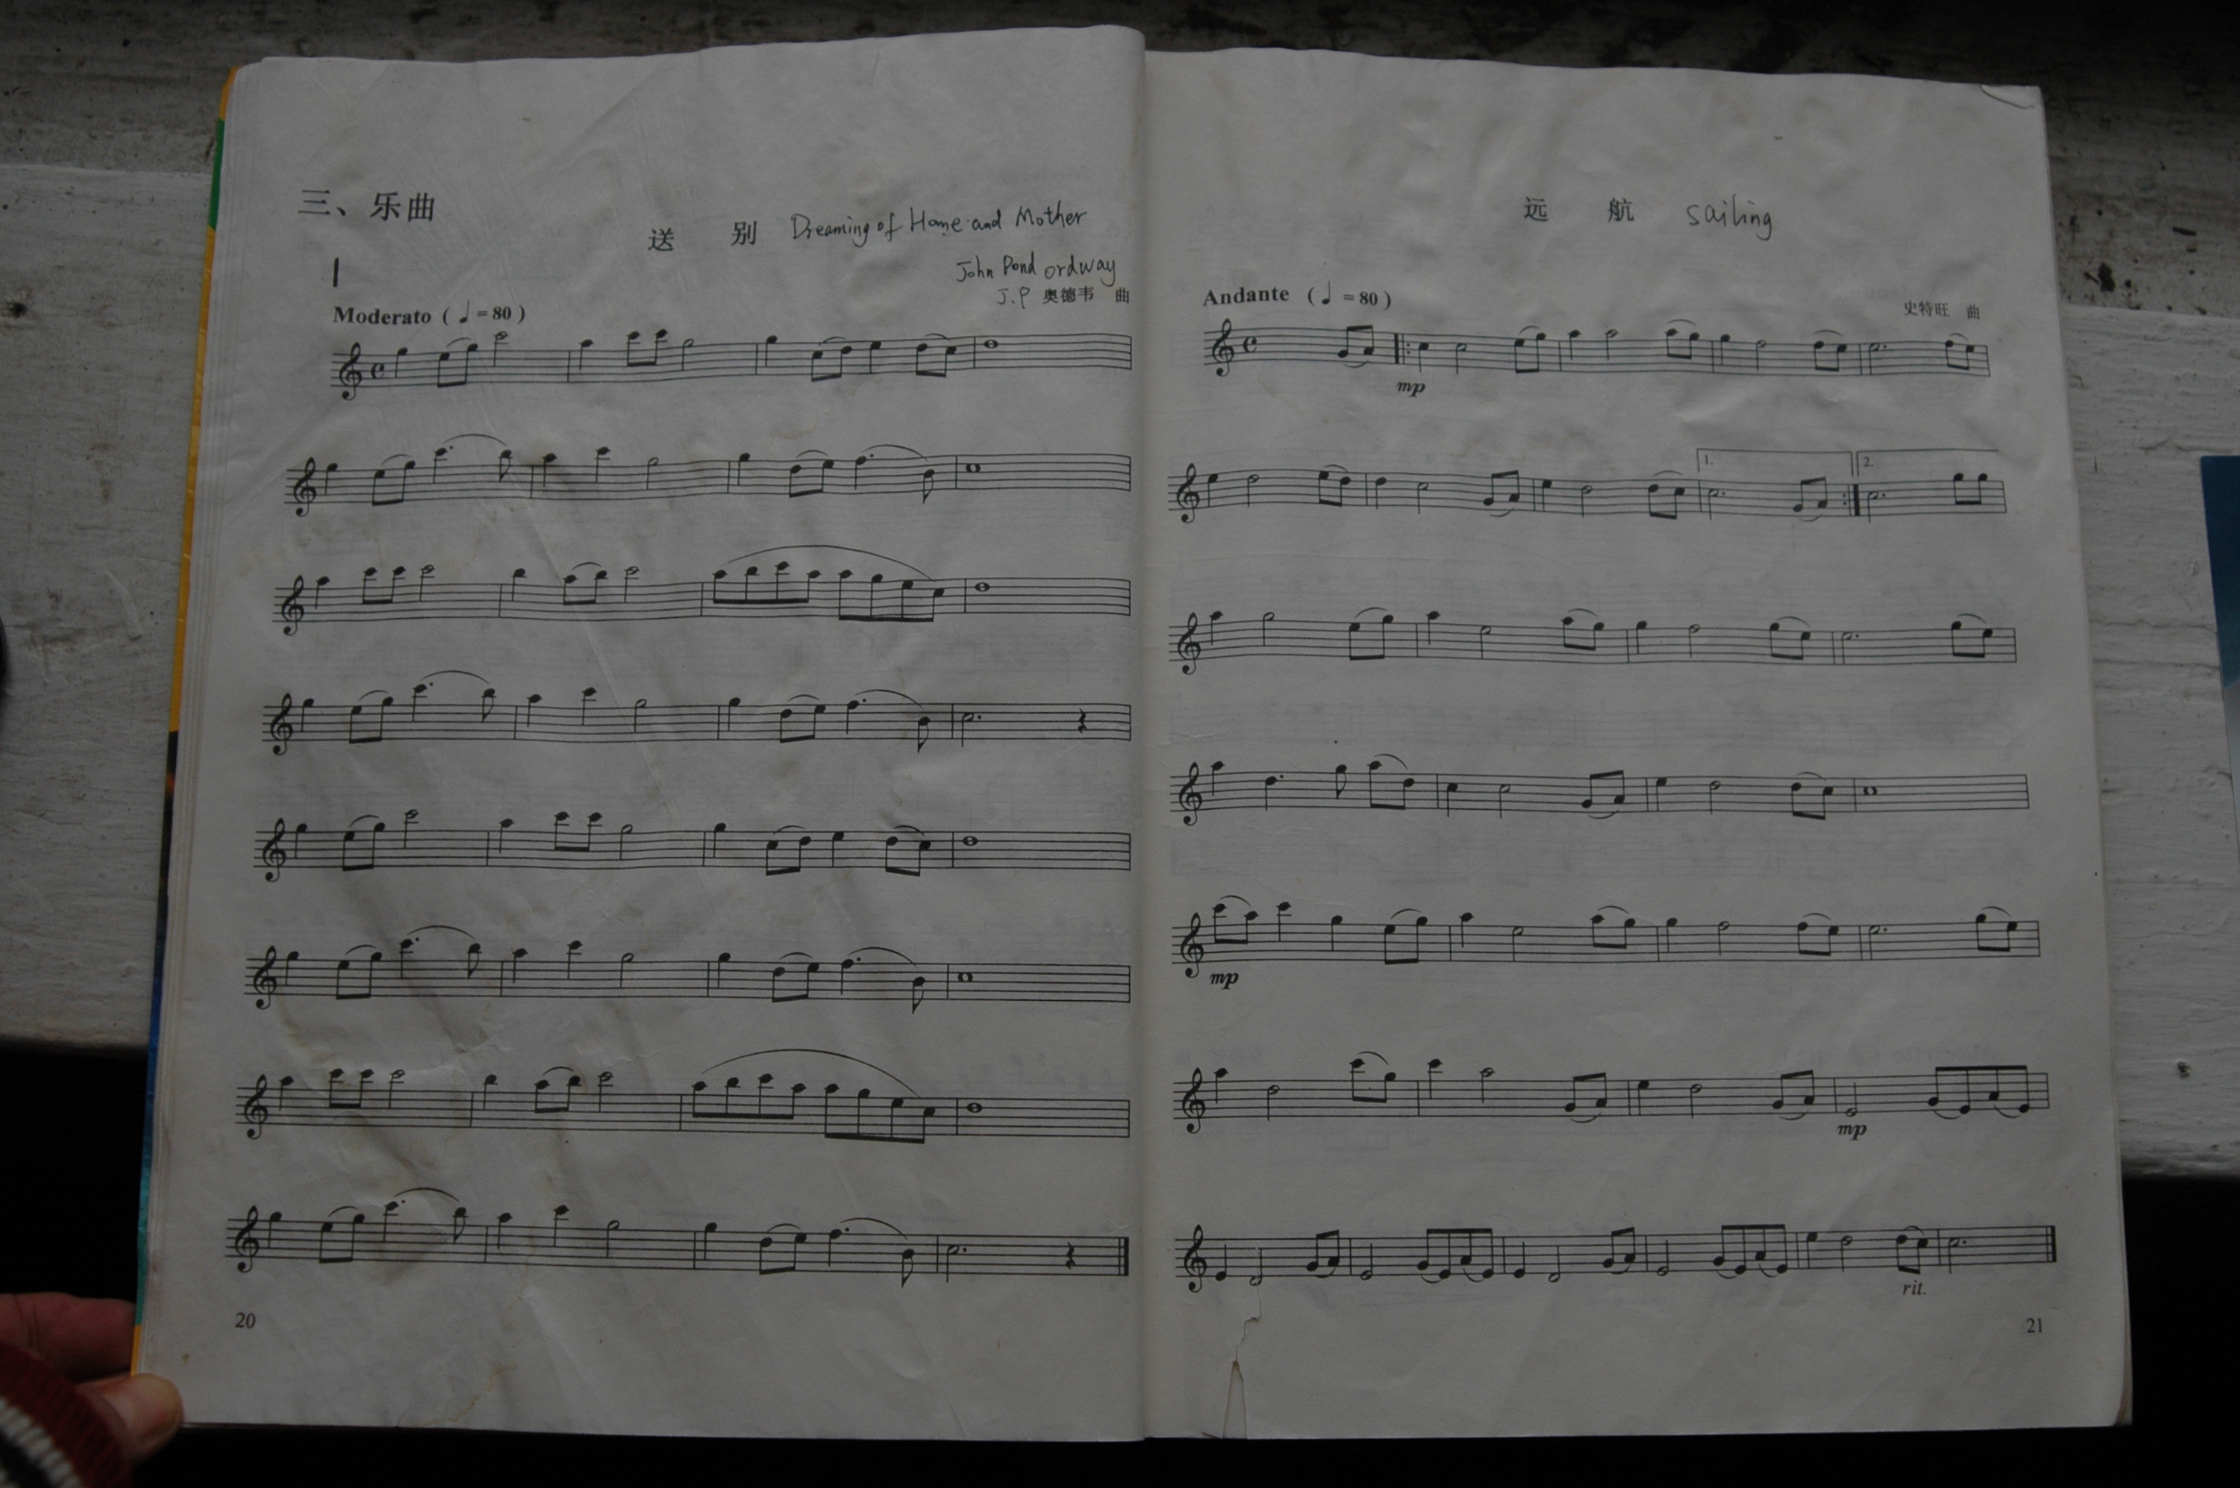 三、乐曲
送 别 Dreaming of Home and Mother
John Pond ordway
J.P 奥德韦 曲
1
Moderato (♩=80)
20
远 航 sailing
Andante (♩=80)
史特旺 曲
mp
1. 2.
mp
mp
rit.
21